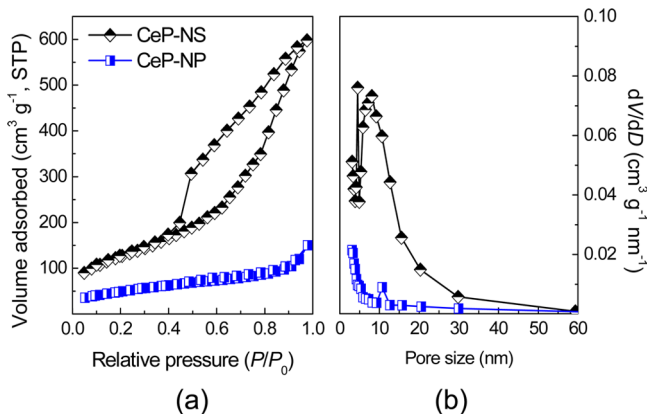 CeP-NS
CeP-NP
Volume adsorbed (cm³ g⁻¹, STP)
600
500
400
300
200
100
0.0 0.2 0.4 0.6 0.8 1.0
Relative pressure (P/P₀)
(a)
0.10
0.08
0.06
0.04
0.02
dV/dD (cm³ g⁻¹ nm⁻¹)
0 10 20 30 40 50 60
Pore size (nm)
(b)